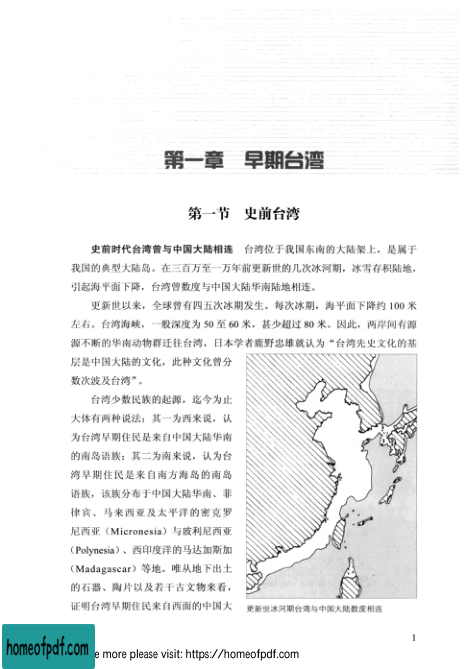 第一章 早期台湾
第一节 史前台湾
史前时代台湾曾与中国大陆相连 台湾位于我国东南的大陆架上，是属于
我国的典型大陆岛。在三百万至一万年前更新世的几次冰河期，冰雪存积陆地，
引起海平面下降，台湾曾数度与中国大陆华南陆地相连。
更新世以来，全球曾有四五次冰期发生。每次冰期，海平面下降约 100 米
左右。台湾海峡，一般深度为 50 至 60 米，甚少超过 80 米。因此，两岸间有源
源不断的华南动物群迁往台湾，日本学者鹿野忠雄就认为“台湾先史文化的基
层是中国大陆的文化，此种文化曾分
数次波及台湾”。
台湾少数民族的起源，迄今为止
大体有两种说法：其一为西来说，认
为台湾早期住民是来自中国大陆华南
的南岛语族；其二为南来说，认为台
湾早期住民是来自南方海岛的南岛
语族，该族分布于中国大陆华南、菲
律宾、马来西亚及太平洋的密克罗
尼西亚（Micronesia）与玻利尼西亚
（Polynesia）、西印度洋的马达加斯加
（Madagascar）等地。唯从地下出土
的石器、陶片以及若干古文物来看，
证明台湾早期住民来自西面的中国大
更新世冰河期台湾与中国大陆数度相连
1
homeofpdf.com
e more please visit: https://homeofpdf.com